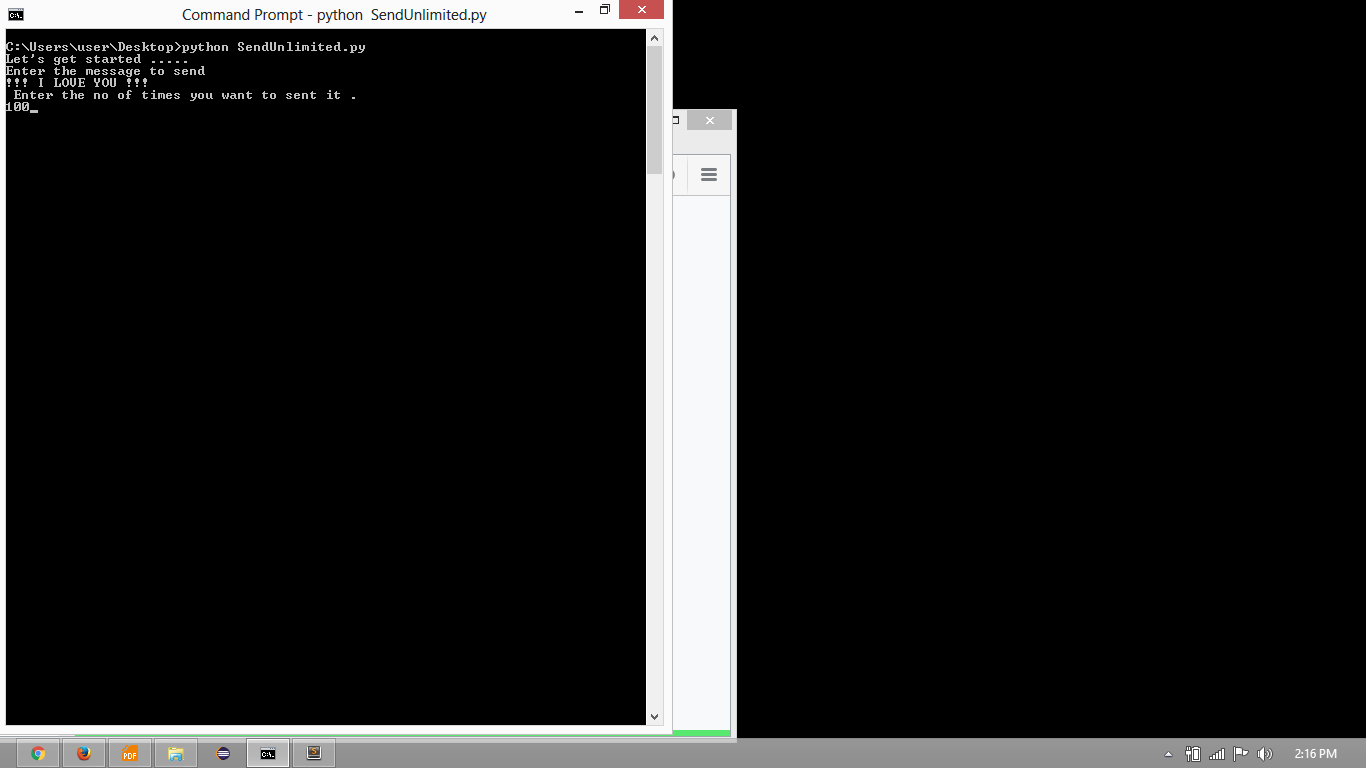 Command Prompt - python  SendUnlimited.py
C:\Users\user\Desktop>python SendUnlimited.py
Let's get started .....
Enter the message to send
!!! I LOVE YOU !!!
 Enter the no of times you want to sent it .
100_
PDF
2:16 PM